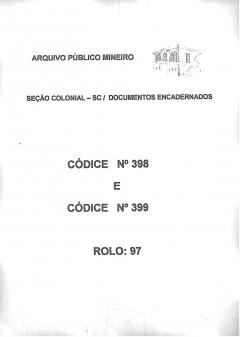 ARQUIVO PÚBLICO MINEIRO
SEÇÃO COLONIAL – SC / DOCUMENTOS ENCADERNADOS
CÓDICE Nº 398
E
CÓDICE Nº 399
ROLO: 97